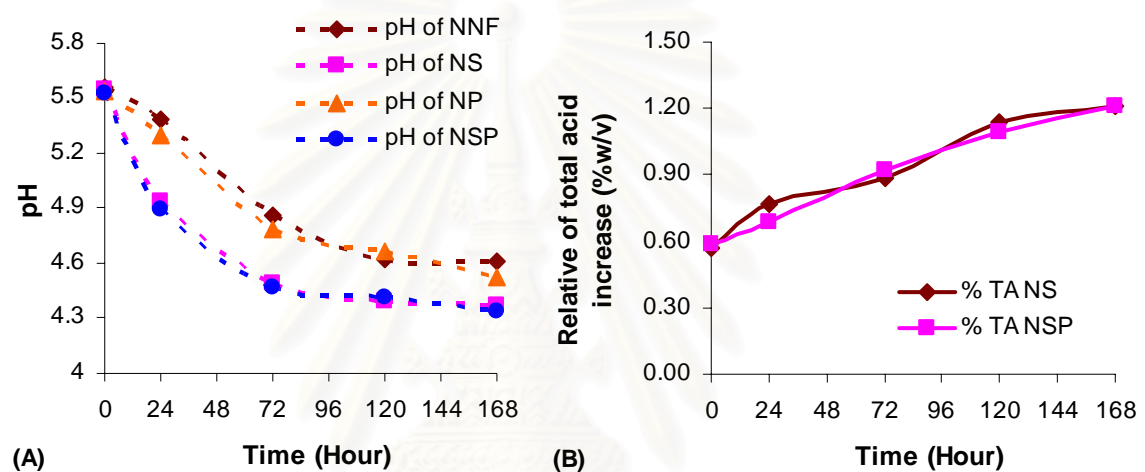 5.8
5.5
5.2
4.9
4.6
4.3
4
pH
pH of NNF
pH of NS
pH of NP
pH of NSP
0 24 48 72 96 120 144 168
Time (Hour)
(A)
1.50
1.20
0.90
0.60
0.30
0.00
Relative of total acid
increase (%w/v)
% TA NS
% TA NSP
0 24 48 72 96 120 144 168
Time (Hour)
(B)